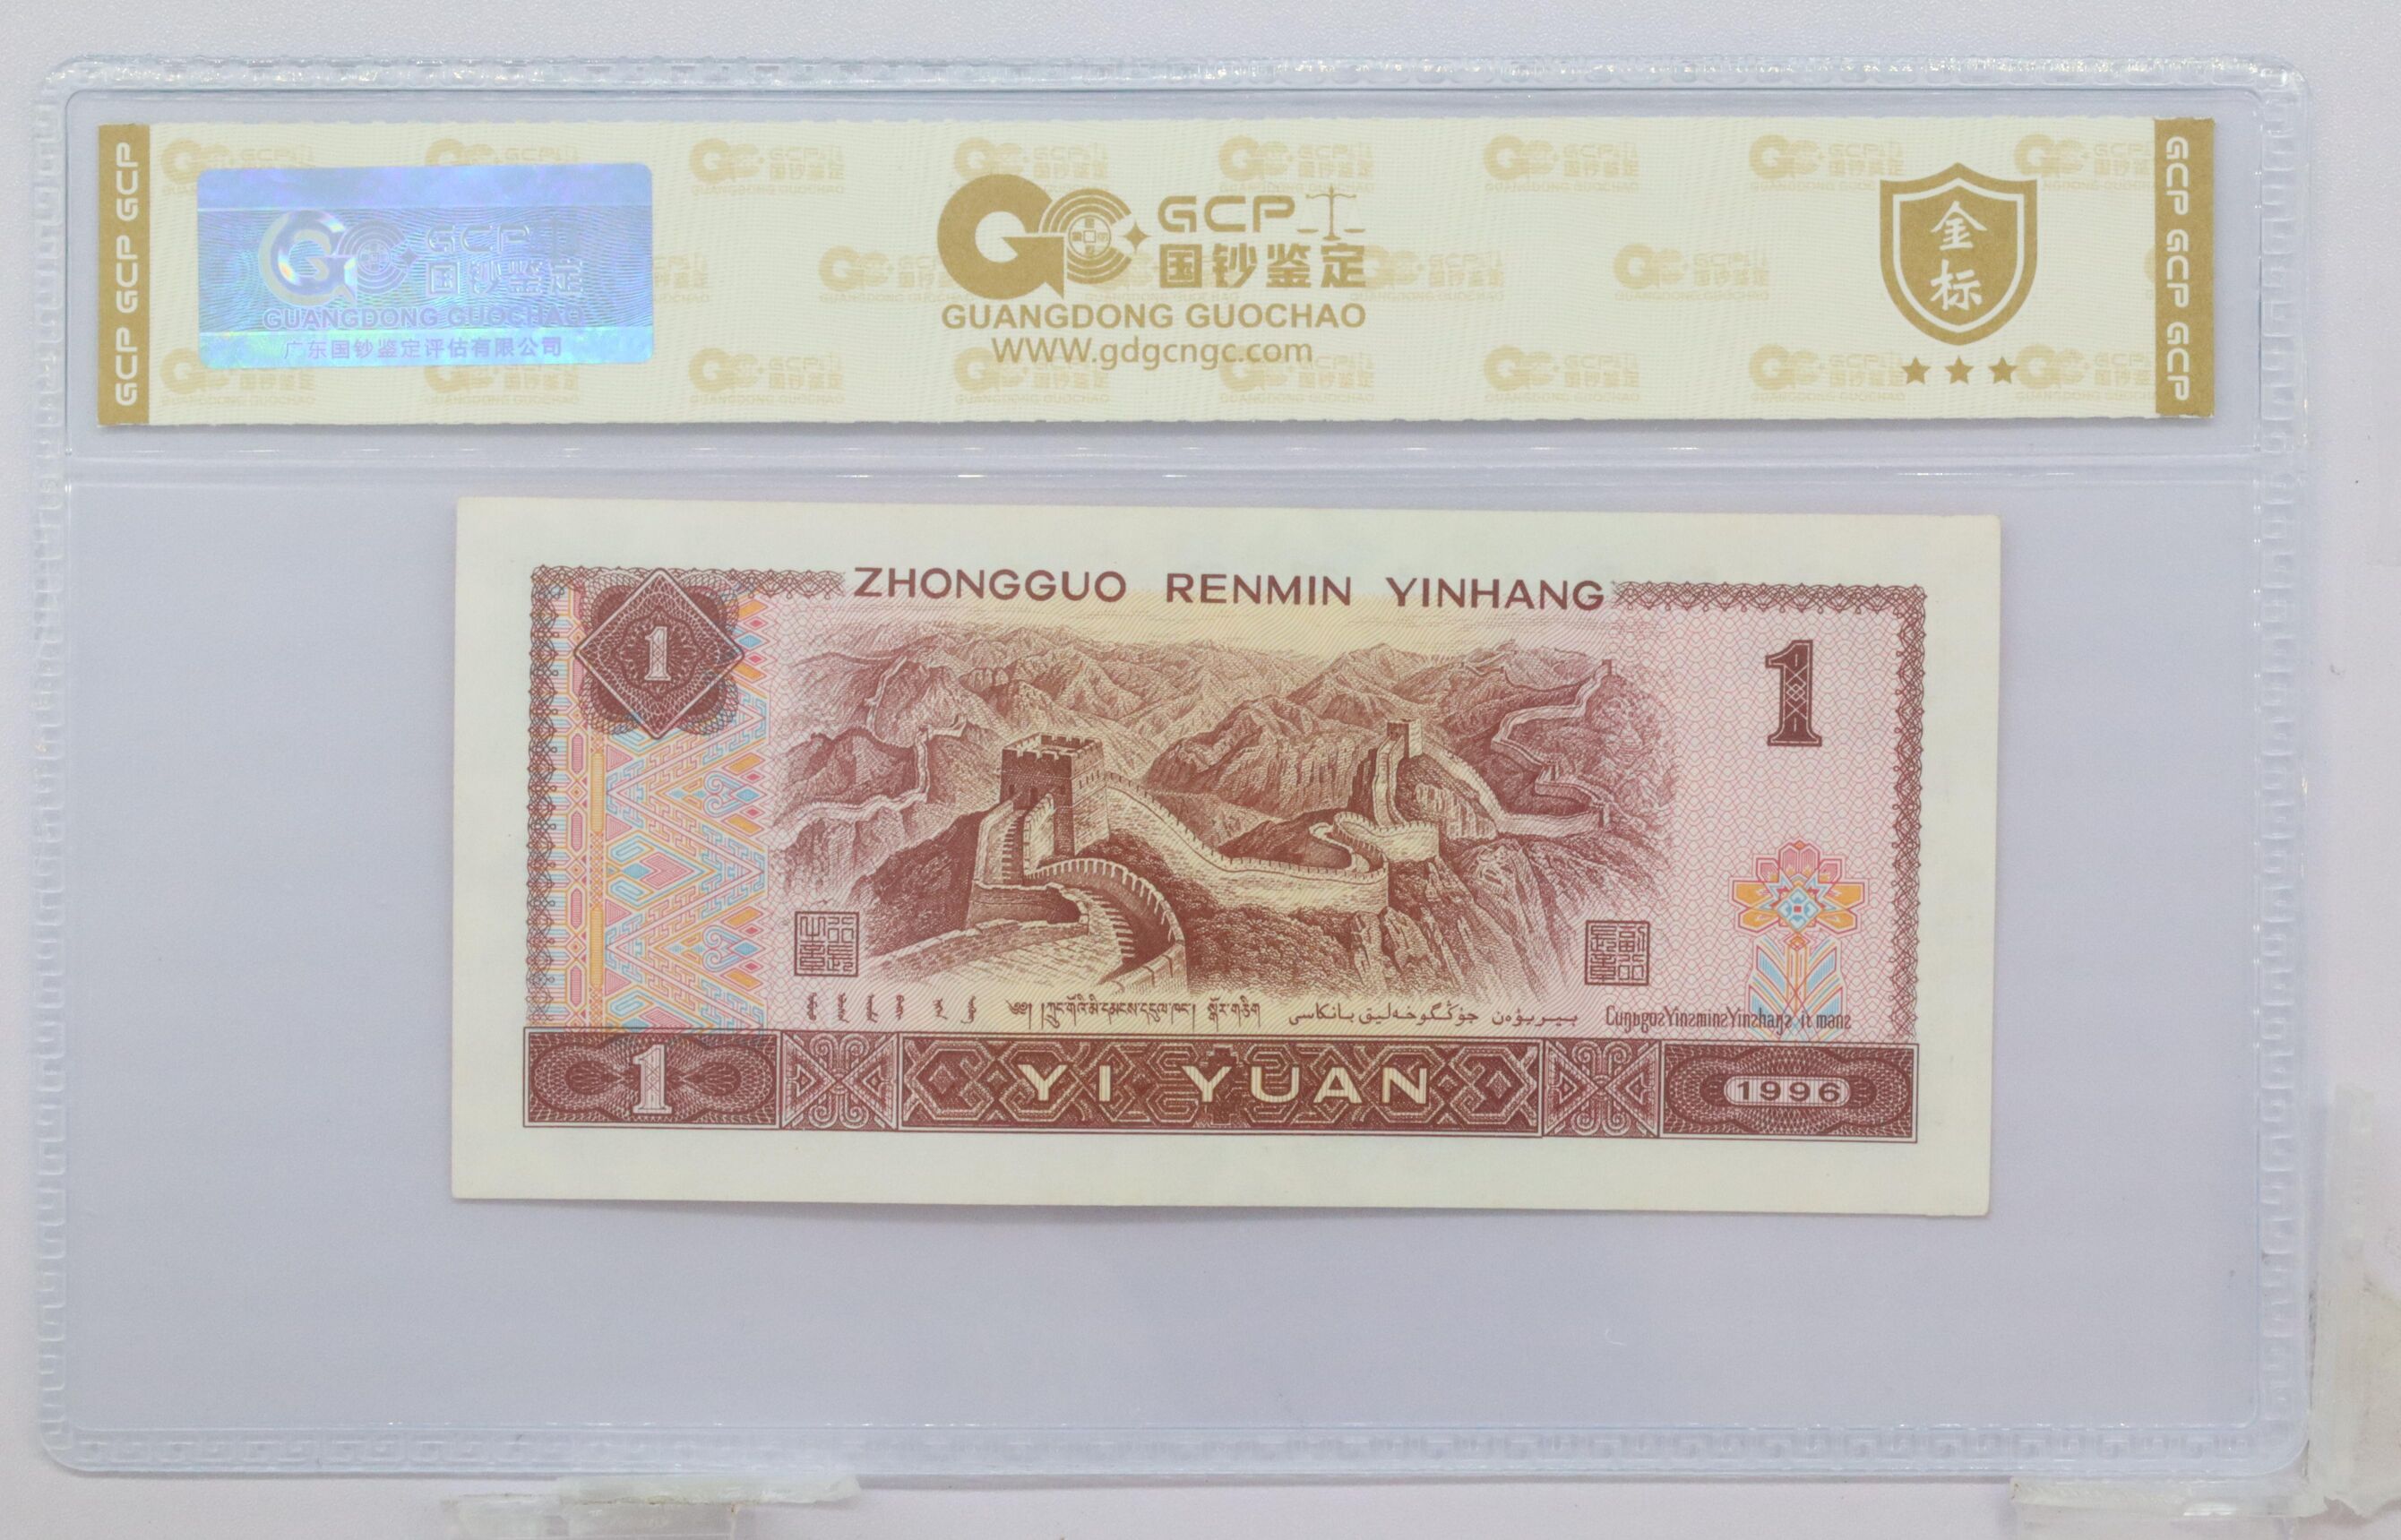 GCP GCP GCP
GCP
国钞鉴定
GUANGDONG GUOCHAO
广东国钞鉴定评估有限公司
GCP
国钞鉴定
GUANGDONG GUOCHAO
WWW.gdgcngc.com
金
标
GCP GCP GCP
ZHONGGUO RENMIN YINHANG
1
1
1
YI YUAN
1996